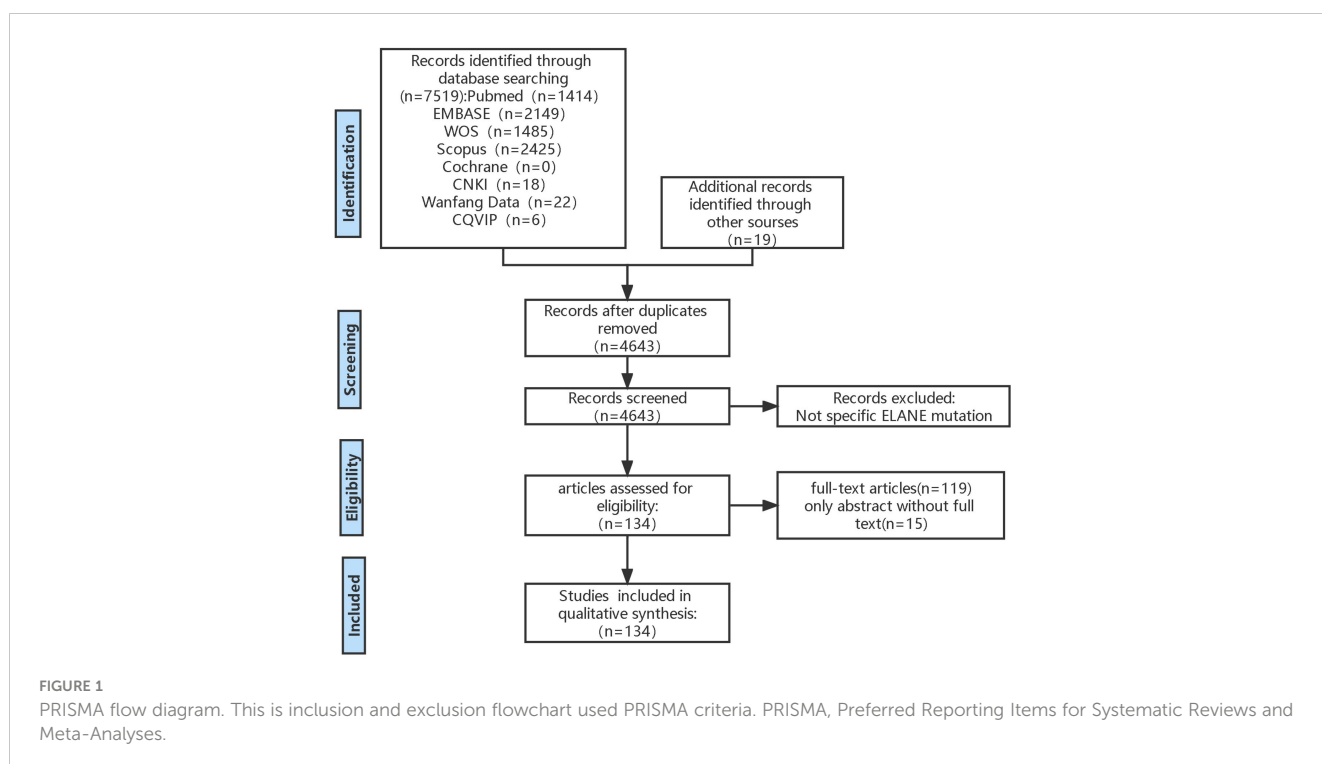 Identification
Records identified through
database searching
(n=7519):Pubmed（n=1414）
EMBASE（n=2149）
WOS（n=1485）
Scopus（n=2425）
Cochrane（n=0）
CNKI（n=18）
Wanfang Data（n=22）
CQVIP（n=6）
Additional records
identified through
other sourses
（n=19）
Screening
Records after duplicates
removed
（n=4643）
Records screened
（n=4643）
Records excluded:
Not specific ELANE mutation
Eligibility
articles assessed for
eligibility:
（n=134）
full-text articles(n=119)
only abstract without full
text(n=15）
Included
Studies included in
qualitative synthesis:
（n=134）
FIGURE 1
PRISMA flow diagram. This is inclusion and exclusion flowchart used PRISMA criteria. PRISMA, Preferred Reporting Items for Systematic Reviews and
Meta-Analyses.